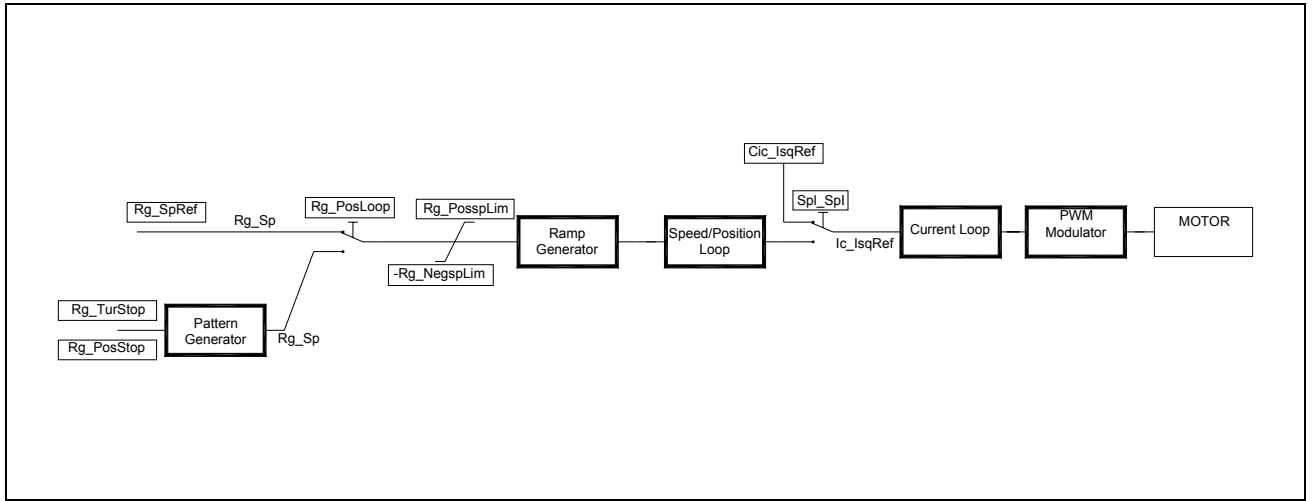 Cic_IsqRef
Rg_SpRef
Rg_Sp
Rg_PosLoop
Rg_PosspLim
Spl_Spl
Ramp
Generator
Speed/Position
Loop
Ic_IsqRef
Current Loop
PWM
Modulator
MOTOR
-Rg_NegspLim
Rg_TurStop
Rg_PosStop
Pattern
Generator
Rg_Sp